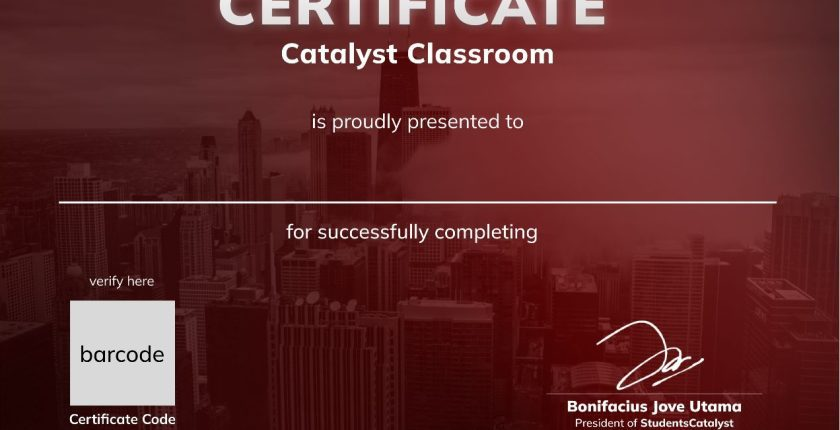 CERTIFICATE
Catalyst Classroom
is proudly presented to
for successfully completing
verify here
barcode
Certificate Code
Bonifacius Jove Utama
President of StudentsCatalyst